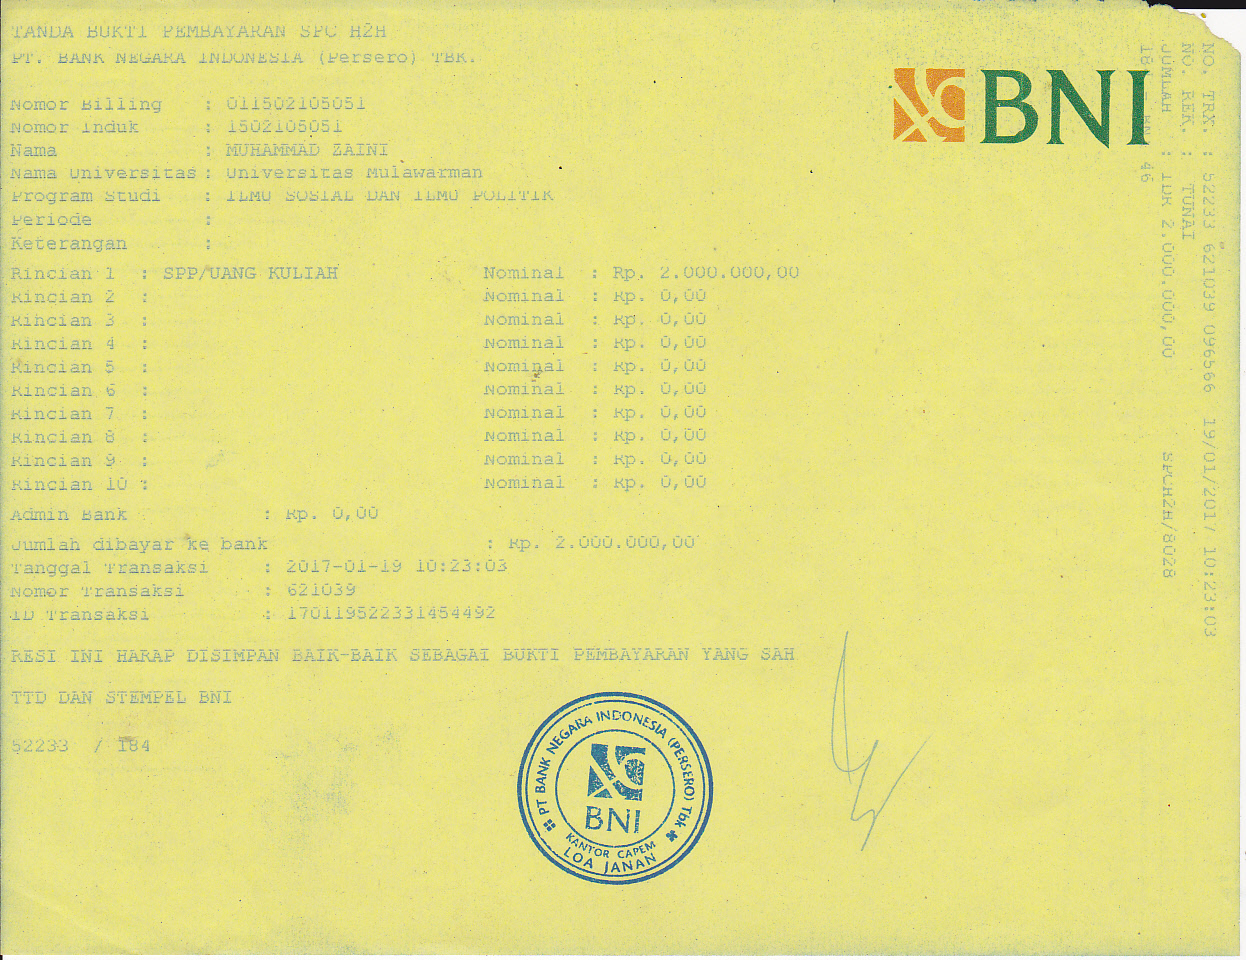 TANDA BUKTI PEMBAYARAN SPC H2H
PT. BANK NEGARA INDONESIA (Persero) TBK.
BNI
Nomor Billing : 011502105051
Nomor Induk : 1502105051
Nama : MUHAMMAD ZAINI
Nama Universitas : Universitas Mulawarman
Program Studi : ILMU SOSIAL DAN ILMU POLITIK
Periode :
Keterangan :
Rincian 1 : SPP/UANG KULIAH Nominal : Rp. 2.000.000,00
Rincian 2 : Nominal : Rp. 0,00
Rincian 3 : Nominal : Rp. 0,00
Rincian 4 : Nominal : Rp. 0,00
Rincian 5 : Nominal : Rp. 0,00
Rincian 6 : Nominal : Rp. 0,00
Rincian 7 : Nominal : Rp. 0,00
Rincian 8 : Nominal : Rp. 0,00
Rincian 9 : Nominal : Rp. 0,00
Rincian 10 : Nominal : Rp. 0,00
Admin Bank : Rp. 0,00
Jumlah dibayar ke bank : Rp. 2.000.000,00
Tanggal Transaksi : 2017-01-19 10:23:03
Nomor Transaksi : 621039
ID Transaksi : 170119522331454492
RESI INI HARAP DISIMPAN BAIK-BAIK SEBAGAI BUKTI PEMBAYARAN YANG SAH
TTD DAN STEMPEL BNI
52233 / 184
PT BANK NEGARA INDONESIA (PERSERO) Tbk
BNI
KANTOR CAPEM
LOA JANAN
NO. TRX. : 52233 621039 096566 19/01/2017 10:23:03
NO. REK. : TUNAI
JUMLAH : IDR 2.000.000,00 SPCH2H/8028